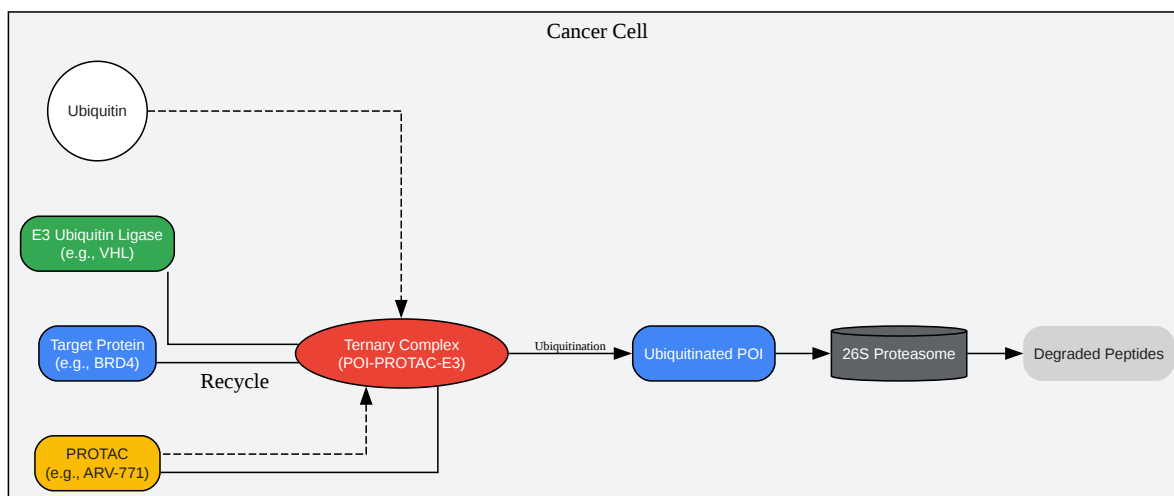 Cancer Cell
Ubiquitin
E3 Ubiquitin Ligase
(e.g., VHL)
Target Protein
(e.g., BRD4)
Recycle
PROTAC
(e.g., ARV-771)
Ternary Complex
(POI-PROTAC-E3)
Ubiquitination
Ubiquitinated POI
26S Proteasome
Degraded Peptides